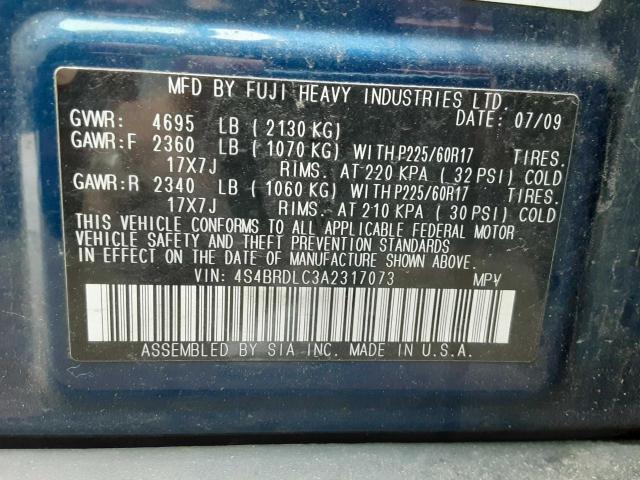 MFD BY FUJI HEAVY INDUSTRIES LTD.
DATE: 07/09
GVWR: 4695 LB ( 2130 KG)
GAWR:F 2360 LB ( 1070 KG) WITH P225/60R17 TIRES.
17X7J RIMS. AT 220 KPA ( 32 PSI) COLD
GAWR:R 2340 LB ( 1060 KG) WITH P225/60R17 TIRES.
17X7J RIMS. AT 210 KPA ( 30 PSI) COLD
THIS VEHICLE CONFORMS TO ALL APPLICABLE FEDERAL MOTOR
VEHICLE SAFETY AND THEFT PREVENTION STANDARDS
IN EFFECT ON THE DATE OF MANUFACTURE SHOWN ABOVE.
VIN: 4S4BRDLC3A2317073 MPV
ASSEMBLED BY SIA INC. MADE IN U.S.A.